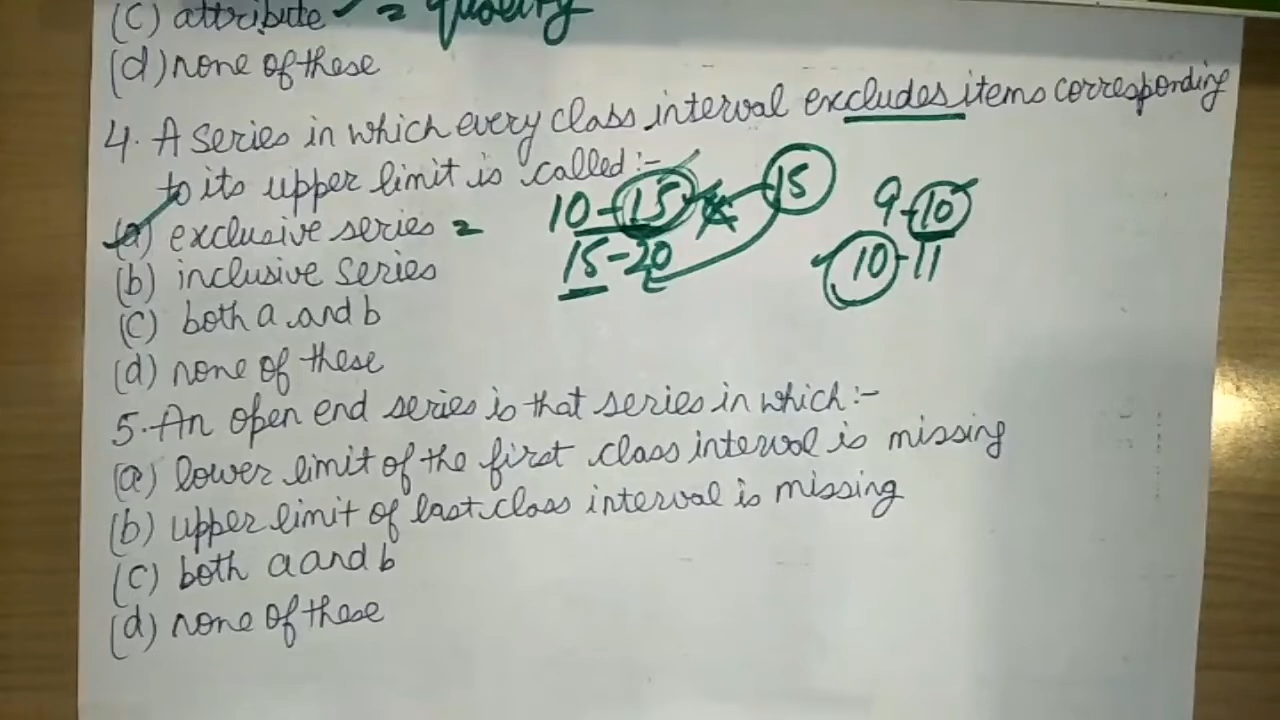 (c) attribute = quality
(d) none of these
4. A series in which every class interval excludes items corresponding
to its upper limit is called:-
10-15 15 9-10
(a) exclusive series =
15-20 10-11
(b) inclusive series
(c) both a and b
(d) none of these
5. An open end series is that series in which:-
(a) lower limit of the first class interval is missing
(b) upper limit of last class interval is missing
(c) both a and b
(d) none of these